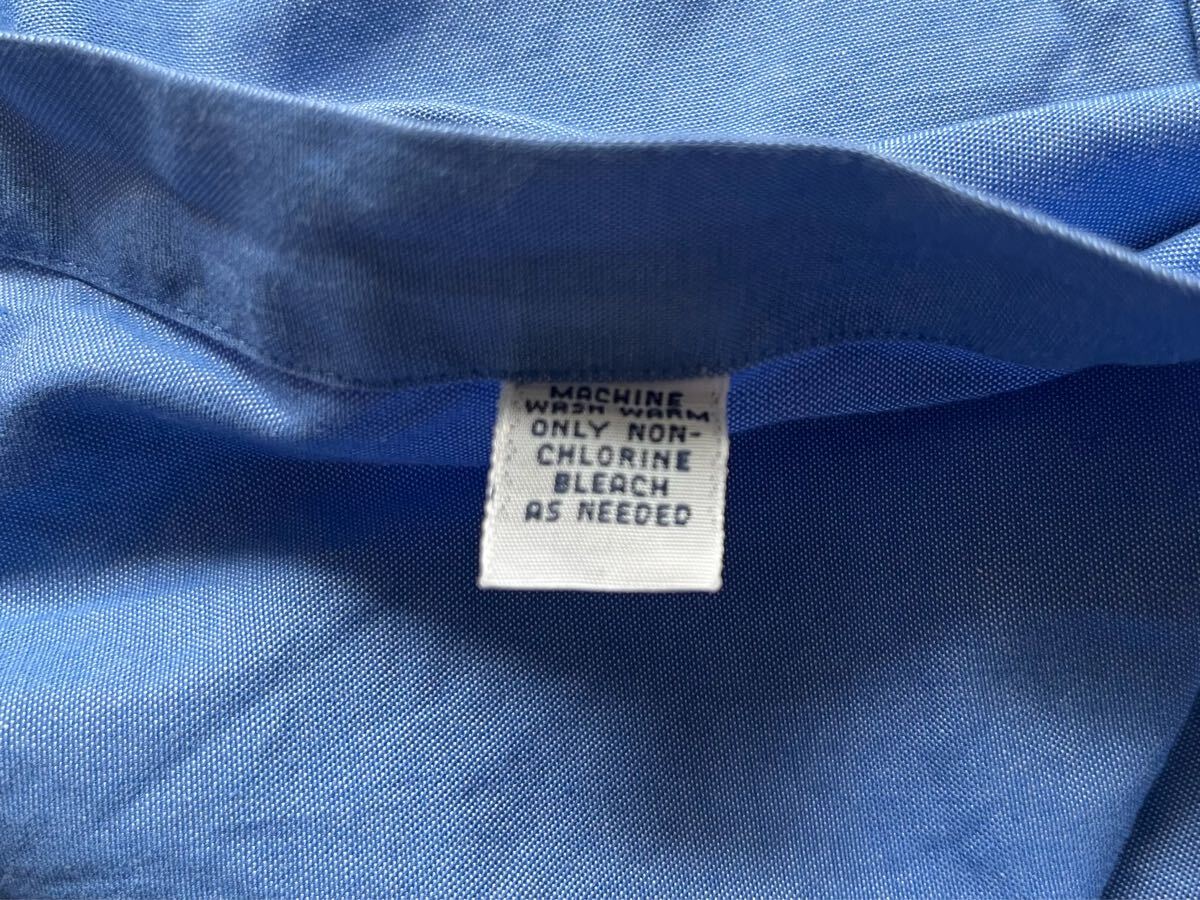 MACHINE
WASH WARM
ONLY NON-
CHLORINE
BLEACH
AS NEEDED